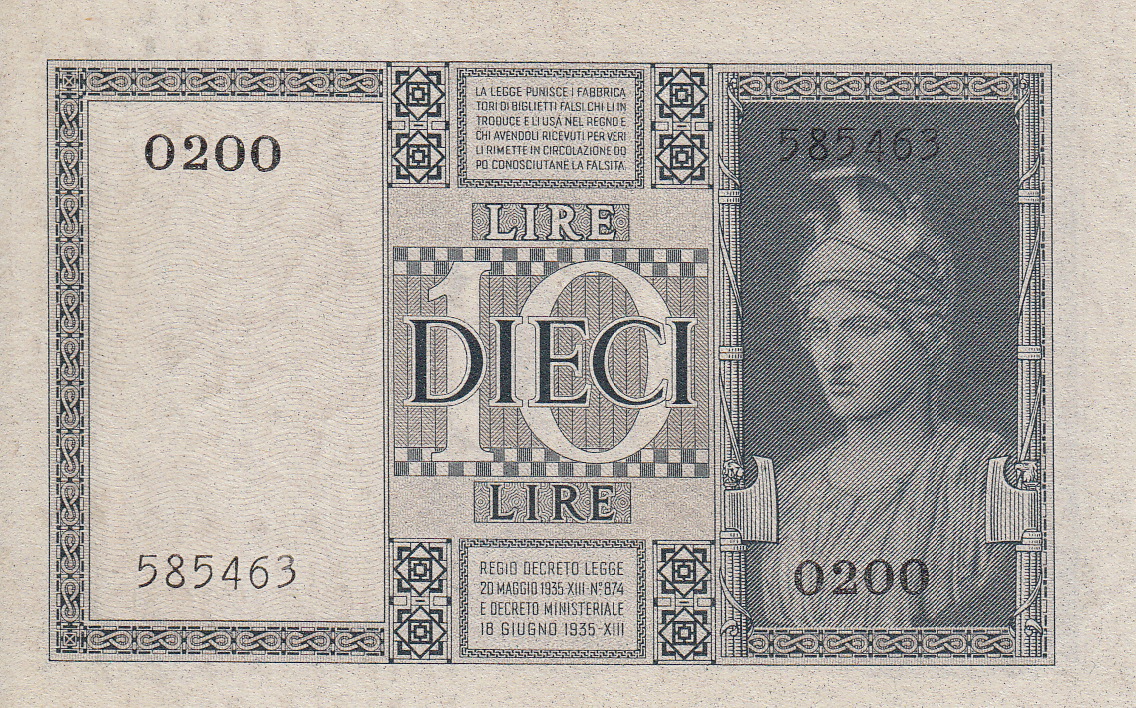 0200
585463
LA LEGGE PUNISCE I FABBRICA
TORI DI BIGLIETTI FALSI, CHI LI IN
TRODUCE E LI USA NEL REGNO E
CHI AVENDOLI RICEVUTI PER VERI
LI RIMETTE IN CIRCOLAZIONE DO
PO CONOSCIUTANE LA FALSITÀ.
LIRE
10
DIECI
LIRE
REGIO DECRETO LEGGE
20 MAGGIO 1935 XIII-N° 874
E DECRETO MINISTERIALE
18 GIUGNO 1935-XIII
585463
0200